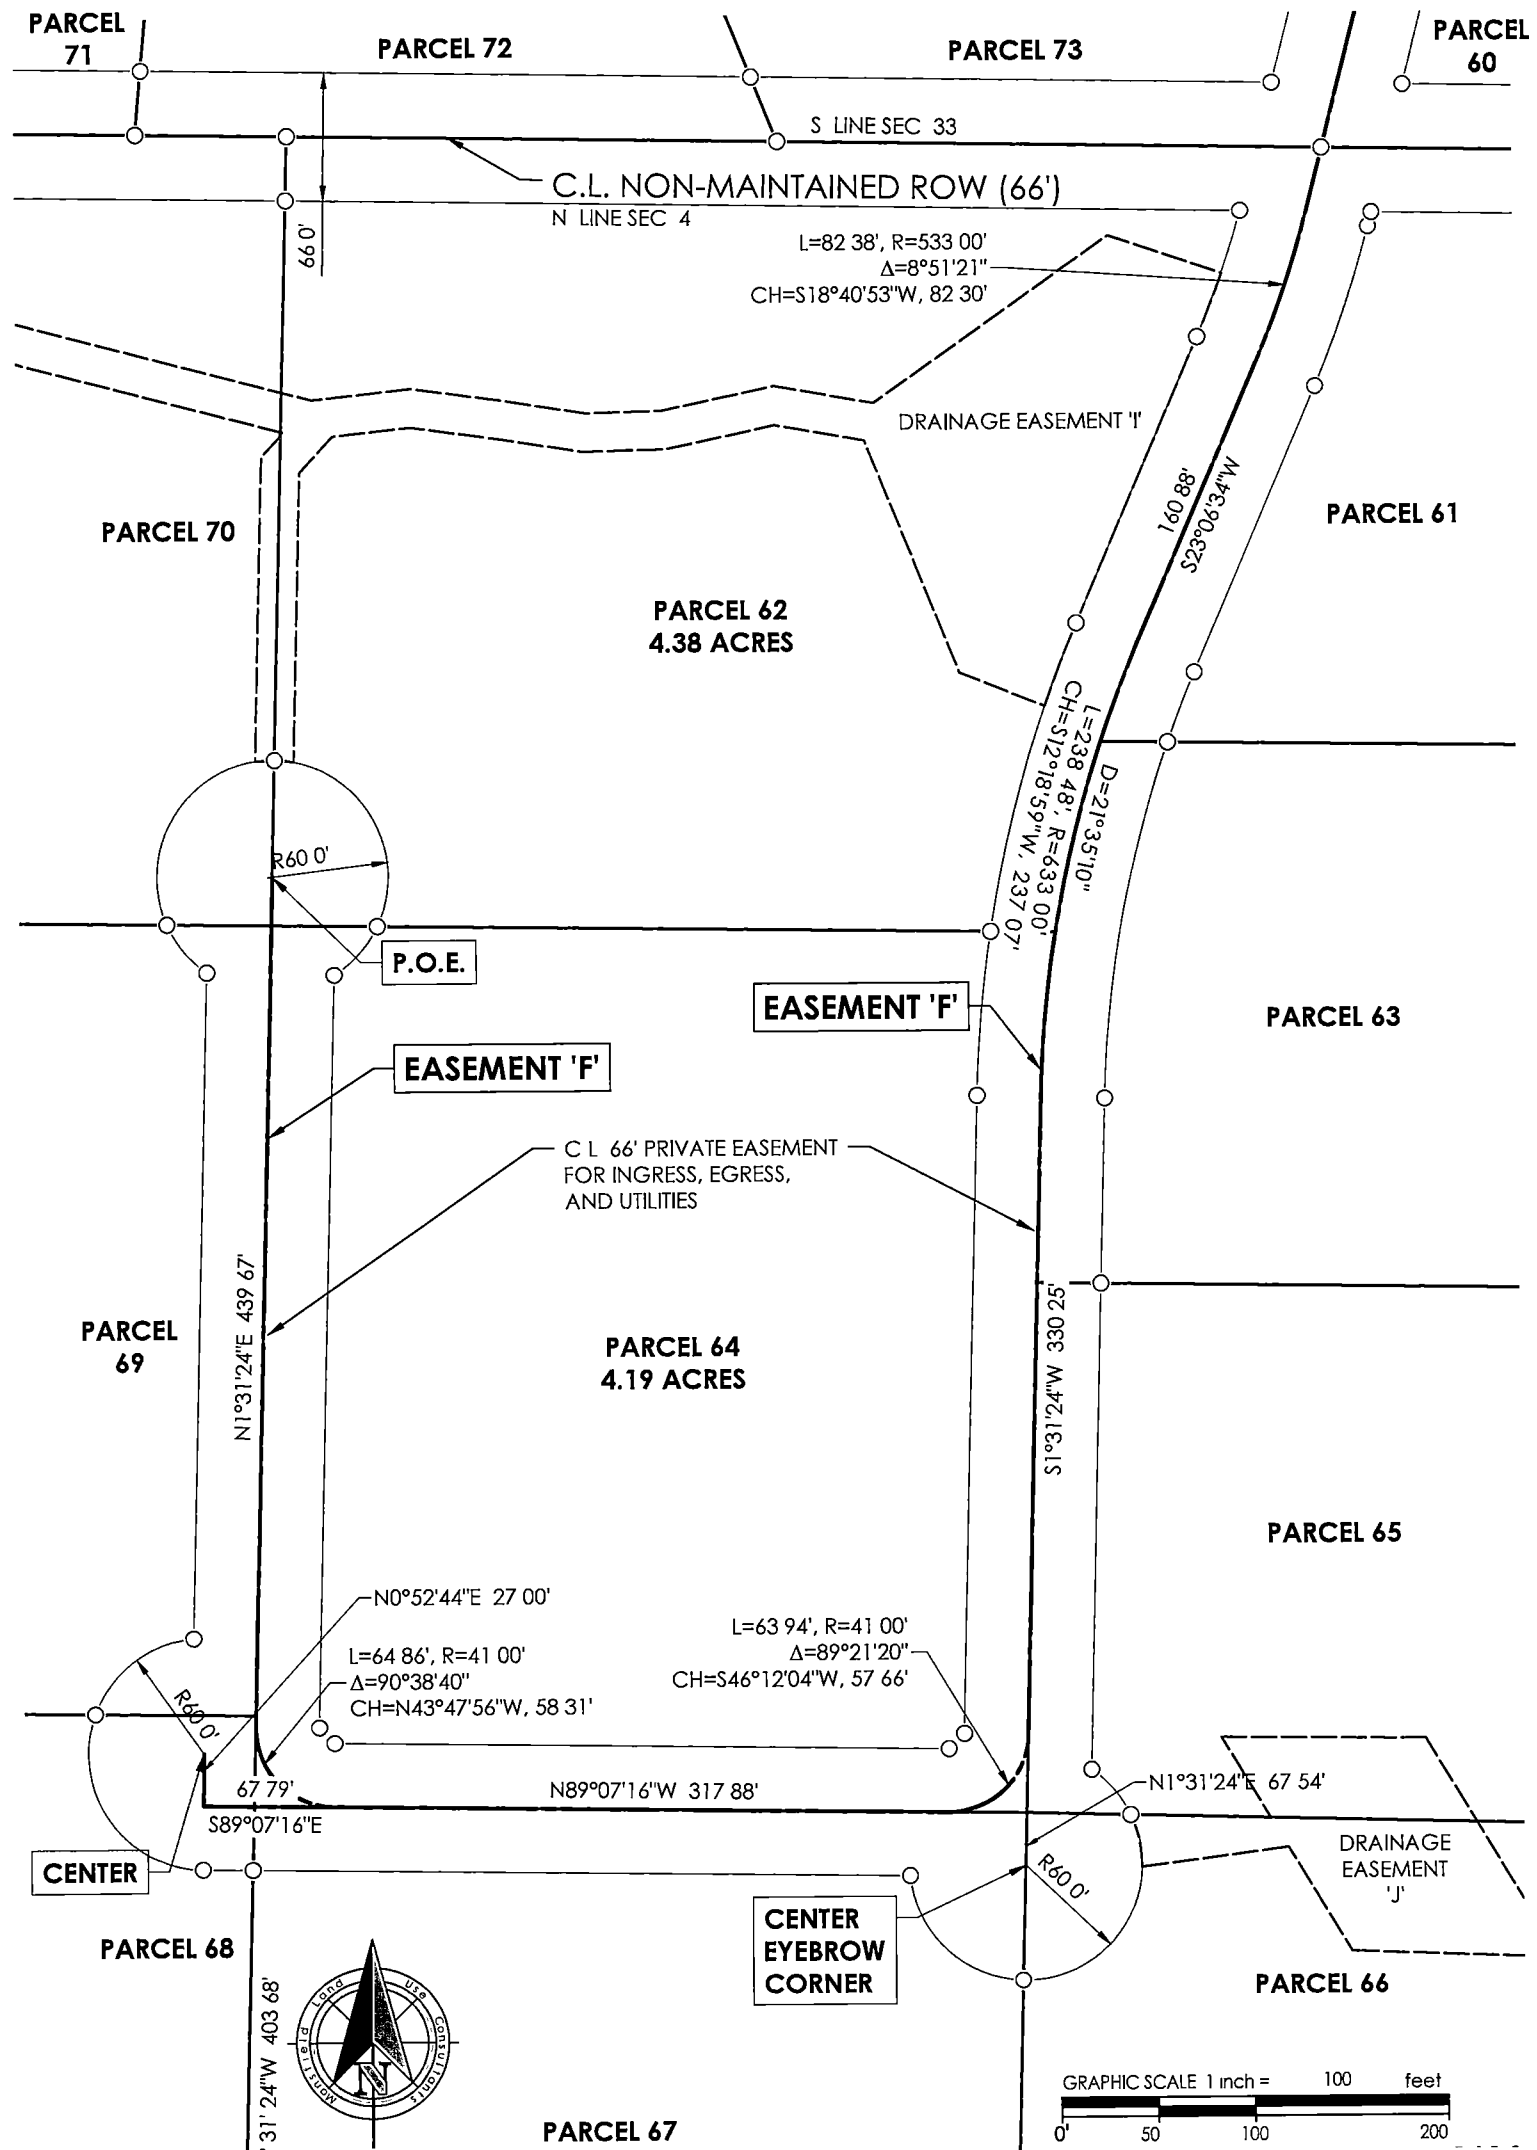 PARCEL
71
PARCEL 72
PARCEL 73
PARCEL
60
S LINE SEC 33
C.L. NON-MAINTAINED ROW (66')
N LINE SEC 4
66 0'
L=82 38', R=533 00'
Δ=8°51'21"
CH=S18°40'53"W, 82 30'
DRAINAGE EASEMENT 'I'
160 88'
S23°06'34"W
PARCEL 70
PARCEL 61
PARCEL 62
4.38 ACRES
L=238 48', R=633 00'
CH=S12°18'59"W, 237 07'
D=21°35'10"
R60 0'
P.O.E.
EASEMENT 'F'
PARCEL 63
EASEMENT 'F'
C L 66' PRIVATE EASEMENT
FOR INGRESS, EGRESS,
AND UTILITIES
N1°31'24"E 439 67'
S1°31'24"W 330 25'
PARCEL
69
PARCEL 64
4.19 ACRES
PARCEL 65
N0°52'44"E 27 00'
L=64 86', R=41 00'
Δ=90°38'40"
CH=N43°47'56"W, 58 31'
L=63 94', R=41 00'
Δ=89°21'20"
CH=S46°12'04"W, 57 66'
R60 0'
67 79'
S89°07'16"E
N89°07'16"W 317 88'
N1°31'24"E 67 54'
CENTER
R60 0'
DRAINAGE
EASEMENT
'J'
CENTER
EYEBROW
CORNER
PARCEL 68
PARCEL 66
° 31' 24"W 403 68'
Mansfield Land Use Consultants
N
PARCEL 67
GRAPHIC SCALE 1 inch = 100 feet
0' 50 100 200